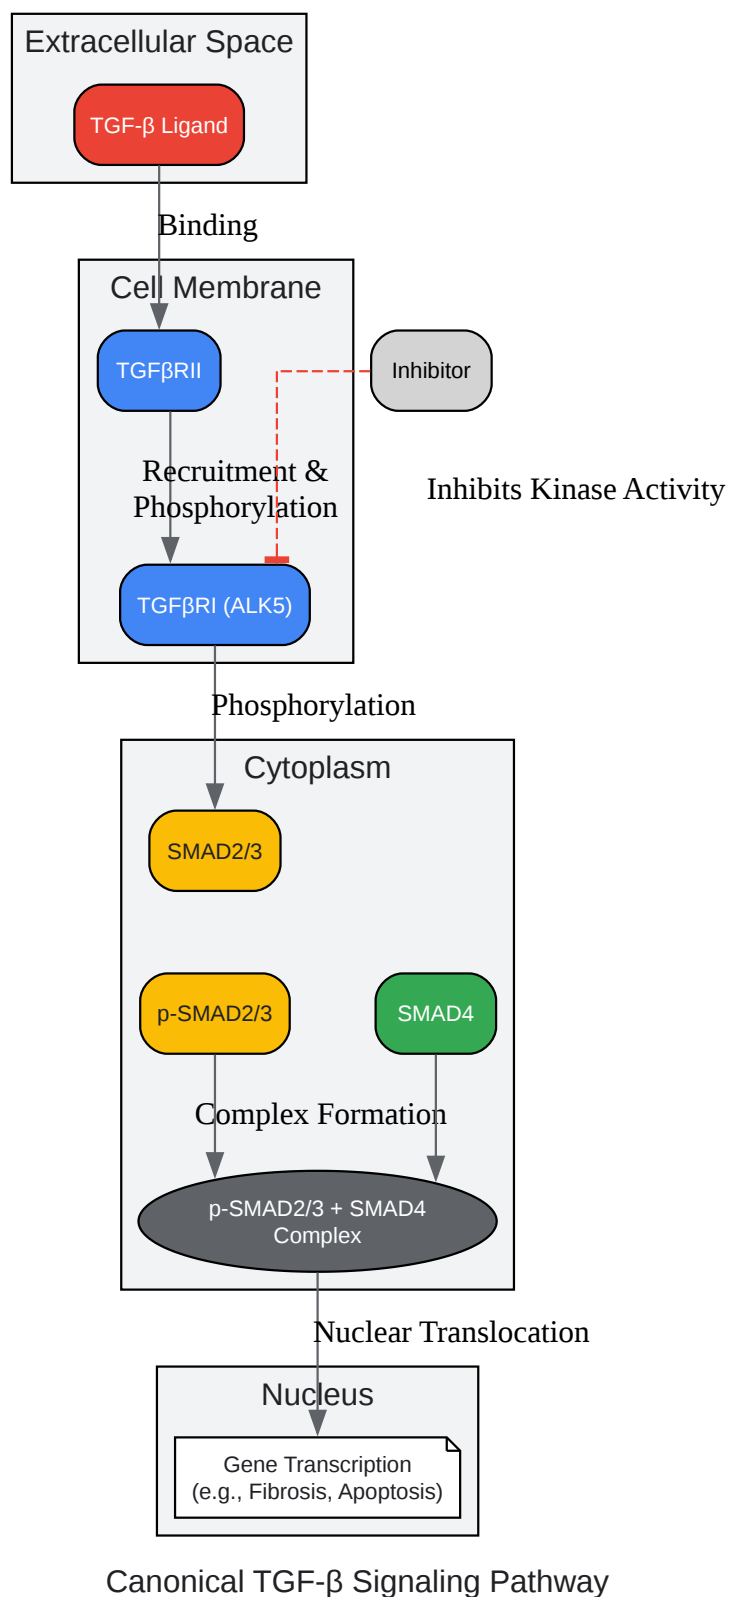 Extracellular Space
TGF-β Ligand
Binding
Cell Membrane
TGFβRII
Inhibitor
Recruitment &
Phosphorylation
Inhibits Kinase Activity
TGFβRI (ALK5)
Phosphorylation
Cytoplasm
SMAD2/3
p-SMAD2/3
SMAD4
Complex Formation
p-SMAD2/3 + SMAD4
Complex
Nuclear Translocation
Nucleus
Gene Transcription
(e.g., Fibrosis, Apoptosis)
Canonical TGF-β Signaling Pathway